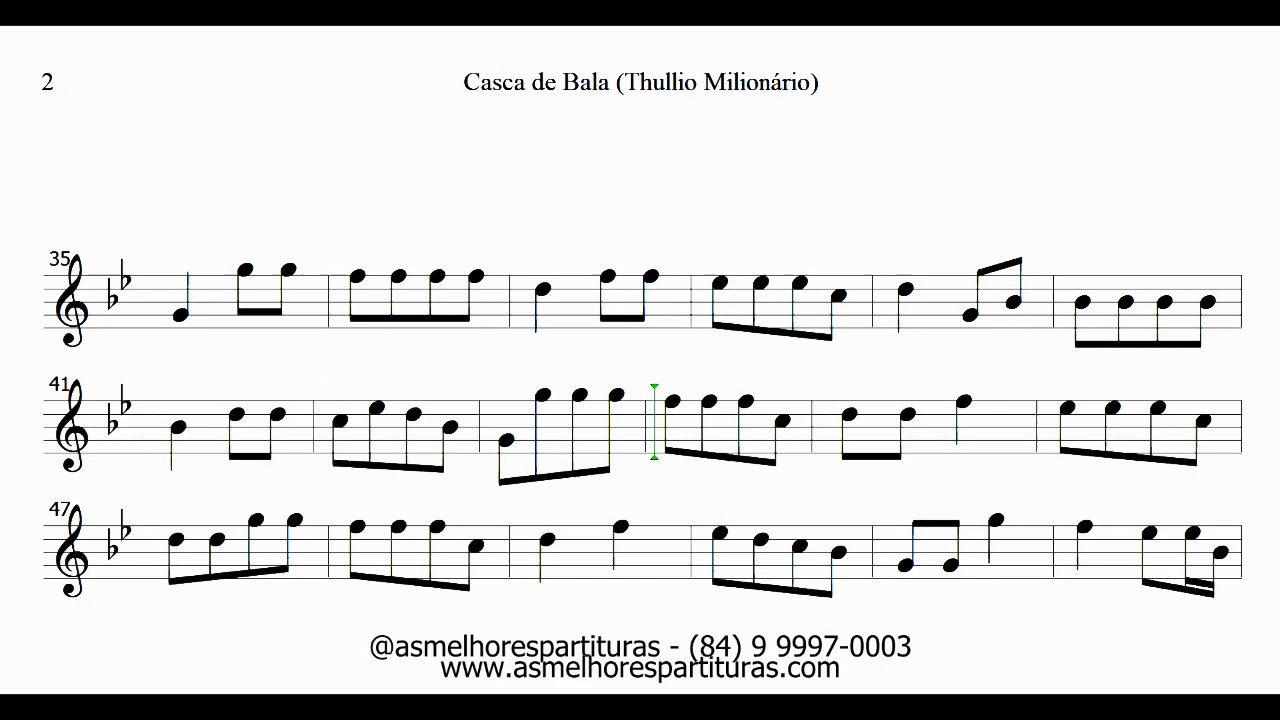 2
Casca de Bala (Thullio Milionário)
35
41
47
@asmelhorespartituras - (84) 9 9997-0003
www.asmelhorespartituras.com